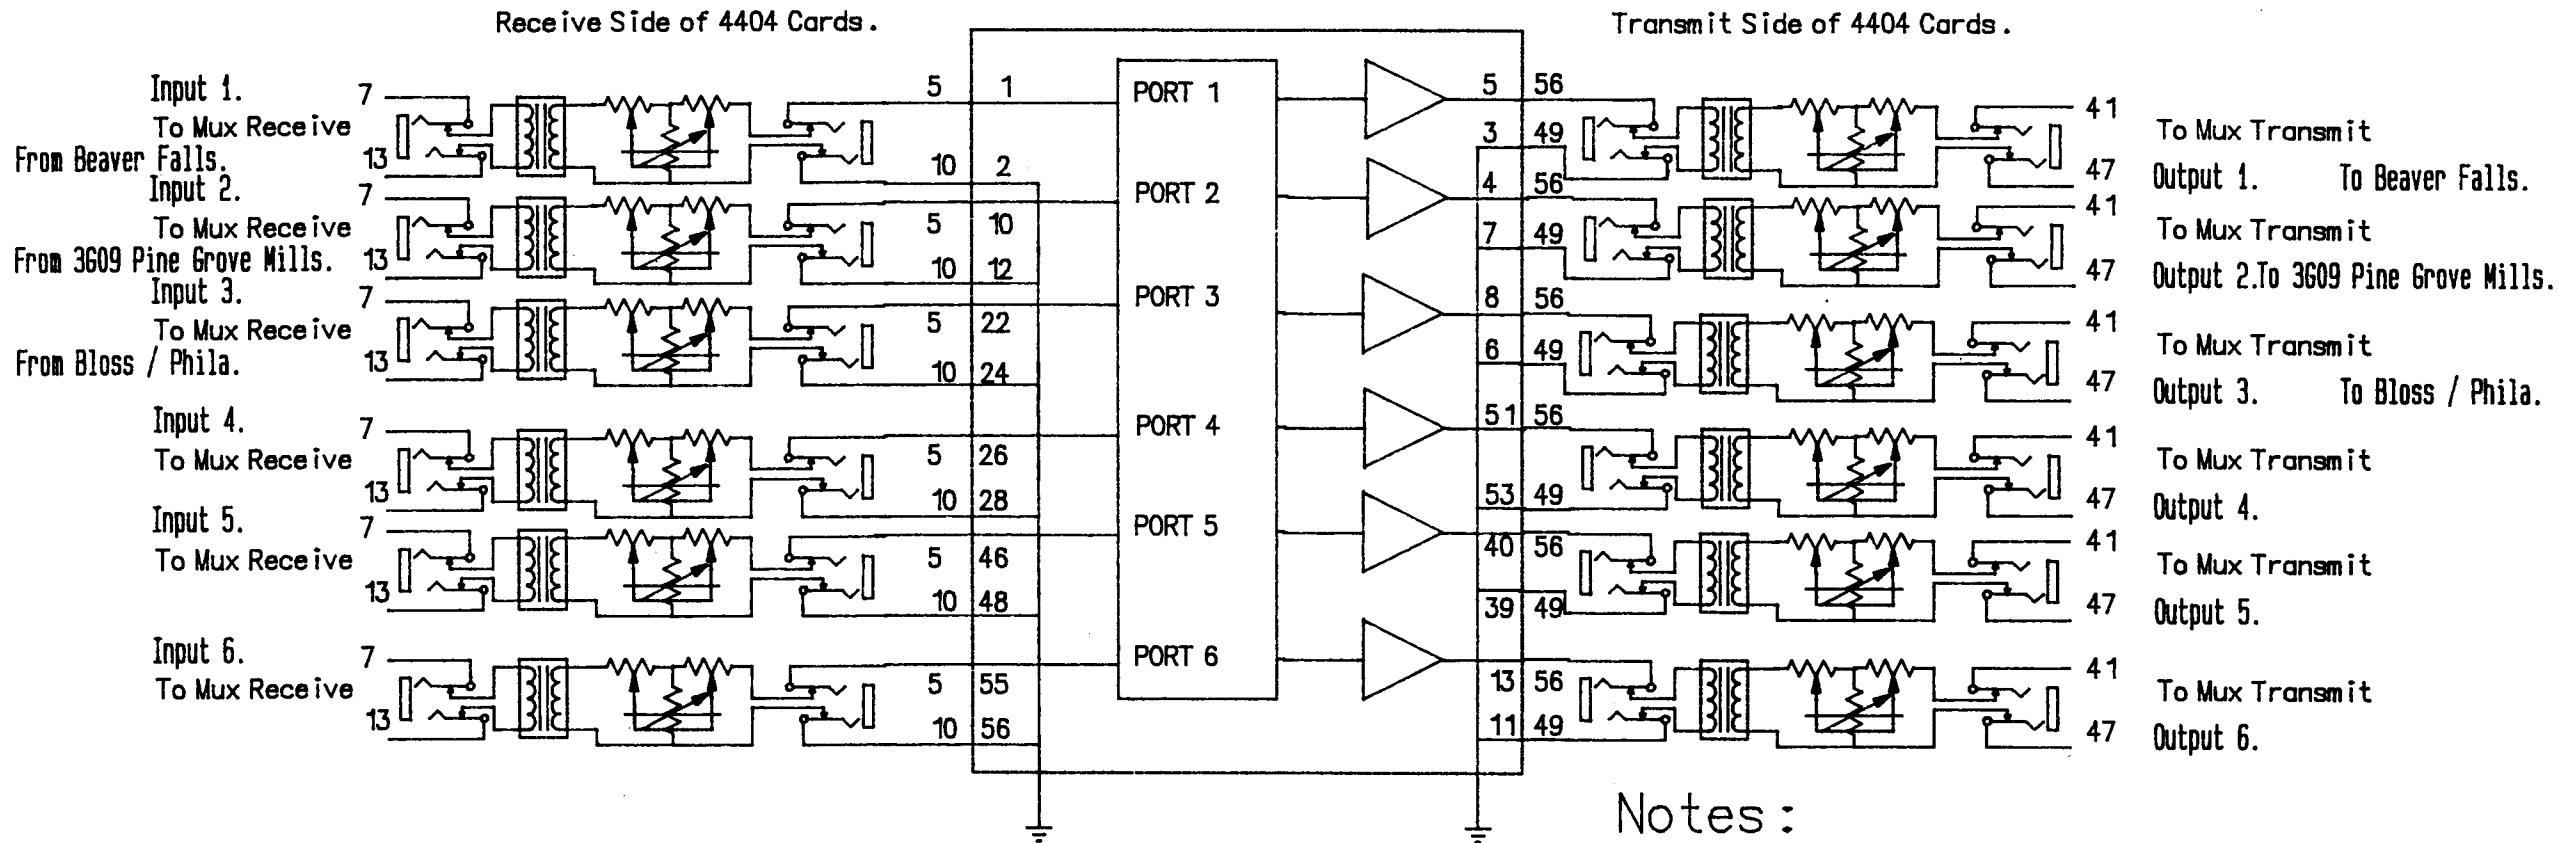 Receive Side of 4404 Cards.
Transmit Side of 4404 Cards.
Input 1.
7
5
1
PORT 1
5
56
41
To Mux Receive
To Mux Transmit
3
49
From Beaver Falls.
13
10
2
47
Output 1.
To Beaver Falls.
Input 2.
7
PORT 2
4
56
41
To Mux Receive
5
10
7
49
To Mux Transmit
From 3609 Pine Grove Mills.
13
10
12
47
Output 2.To 3609 Pine Grove Mills.
Input 3.
7
PORT 3
8
56
41
To Mux Receive
5
22
6
49
To Mux Transmit
From Bloss / Phila.
13
10
24
47
Output 3.
To Bloss / Phila.
Input 4.
7
PORT 4
51
56
41
To Mux Receive
5
26
To Mux Transmit
13
10
28
53
49
47
Output 4.
Input 5.
7
PORT 5
40
56
41
To Mux Receive
5
46
To Mux Transmit
13
10
48
39
49
47
Output 5.
Input 6.
7
PORT 6
41
To Mux Receive
5
55
13
56
To Mux Transmit
13
10
56
11
49
47
Output 6.
Notes: